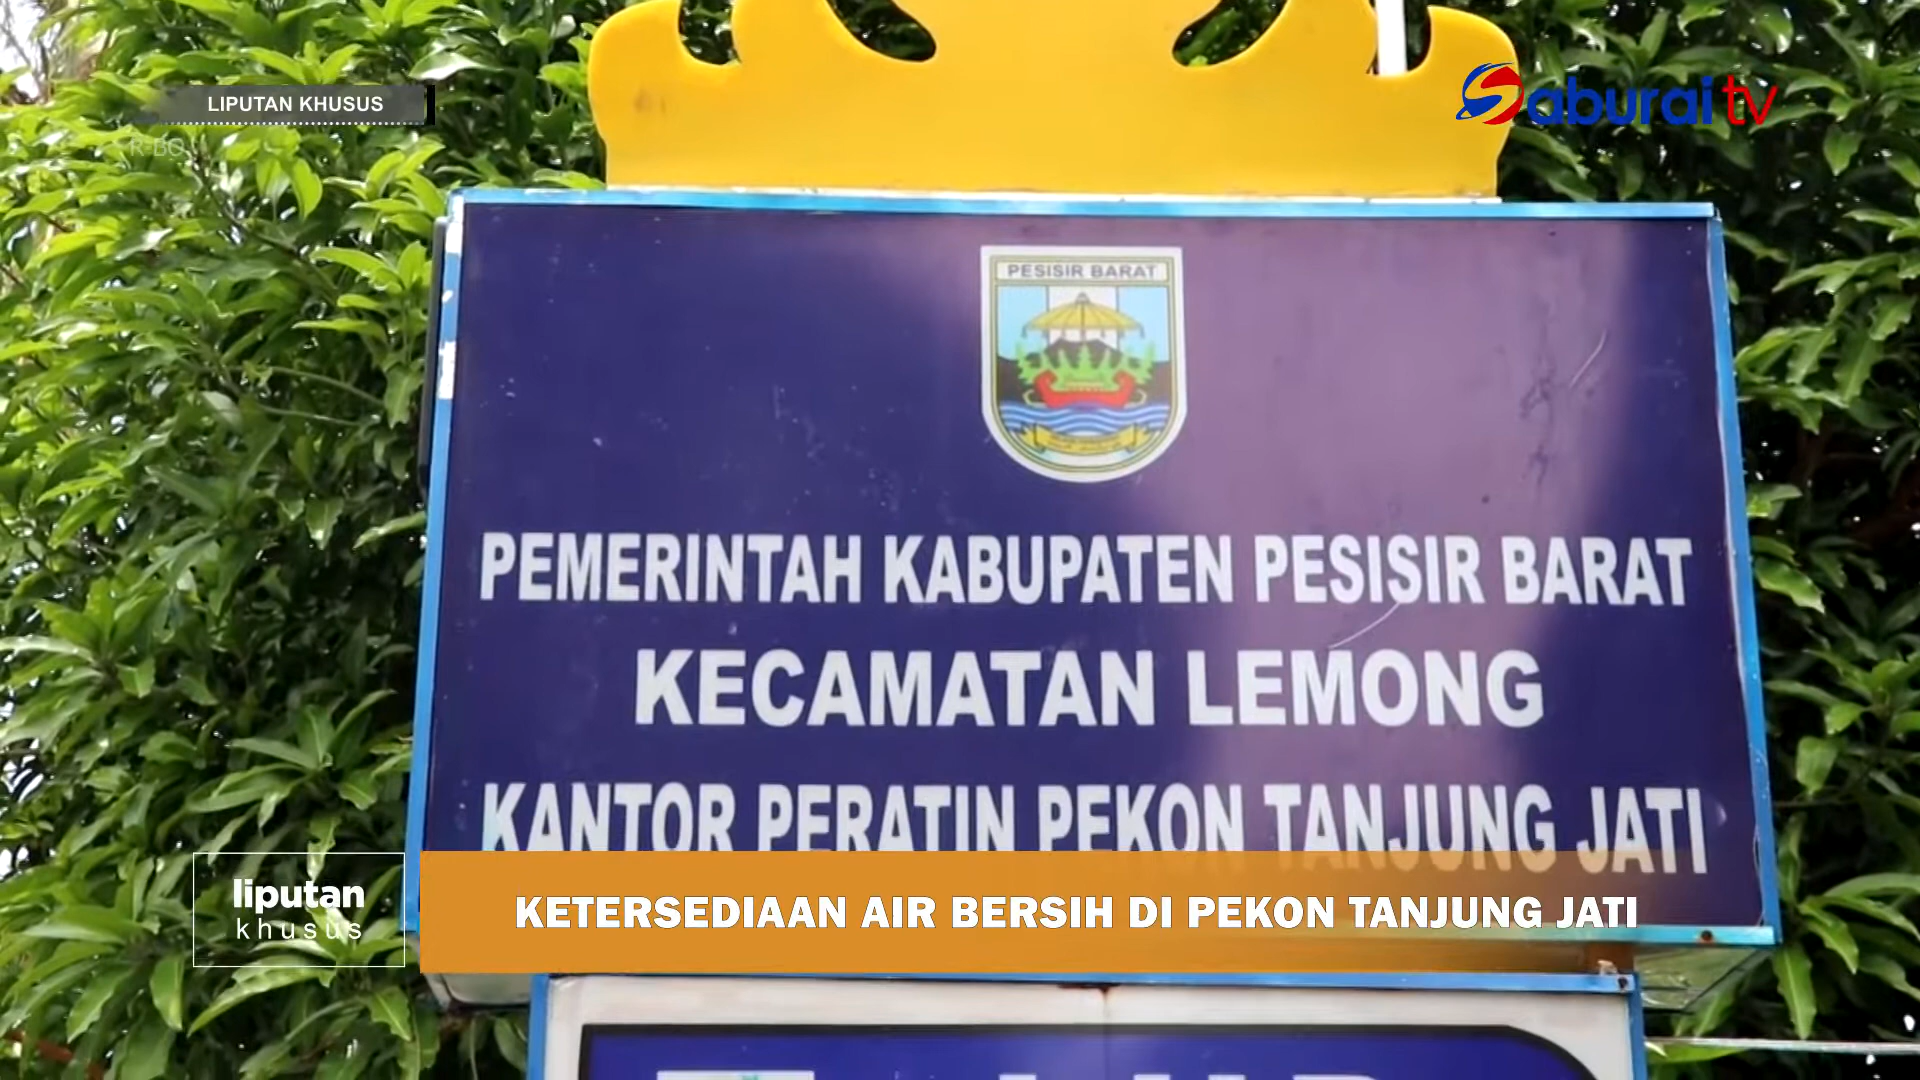 LIPUTAN KHUSUS
Saburai tv
PESISIR BARAT
PEMERINTAH KABUPATEN PESISIR BARAT
KECAMATAN LEMONG
KANTOR PERATIN PEKON TANJUNG JATI
liputan
khusus
KETERSEDIAAN AIR BERSIH DI PEKON TANJUNG JATI